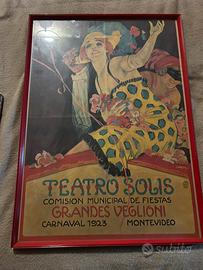 TEATRO SOLIS
COMISION MUNICIPAL DE FIESTAS
GRANDES VEGLIONI
CARNAVAL 1923 MONTEVIDEO
subito